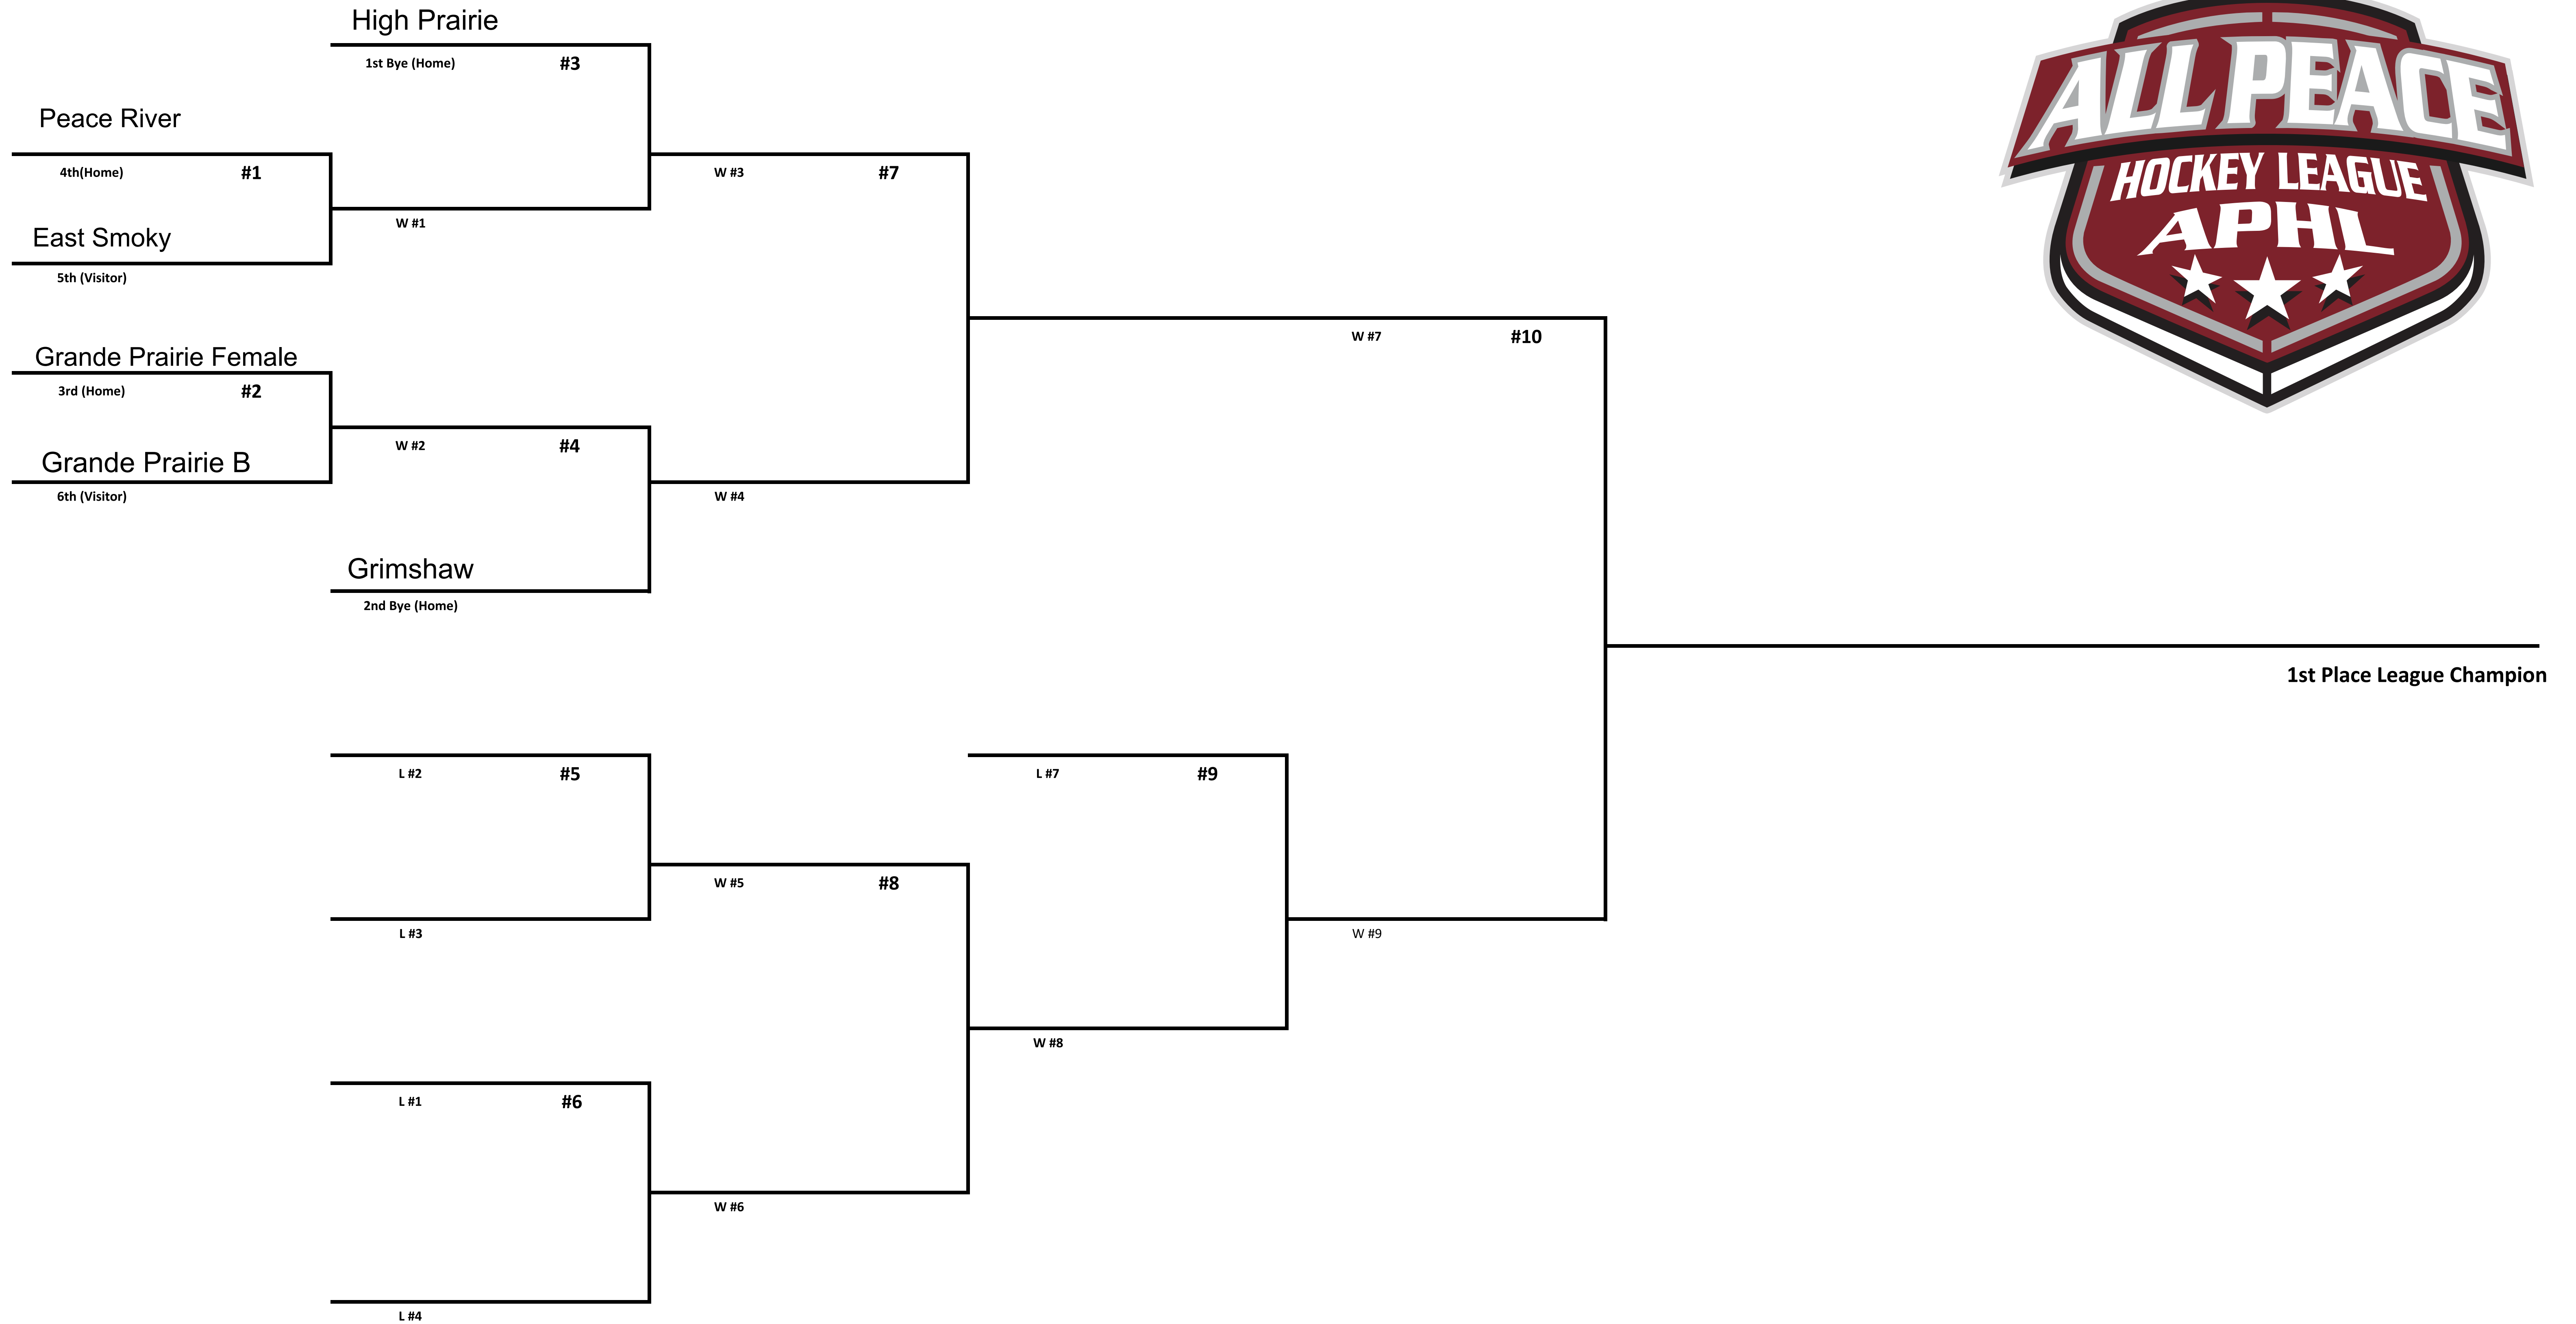 High Prairie
1st Bye (Home) #3
Peace River
4th(Home) #1
W #3 #7
W #1
East Smoky
5th (Visitor)
ALL PEACE
HOCKEY LEAGUE
APHL
W #7 #10
Grande Prairie Female
3rd (Home) #2
W #2 #4
Grande Prairie B
6th (Visitor)
W #4
Grimshaw
2nd Bye (Home)
1st Place League Champion
L #2 #5
L #7 #9
W #5 #8
L #3
W #9
W #8
L #1 #6
W #6
L #4